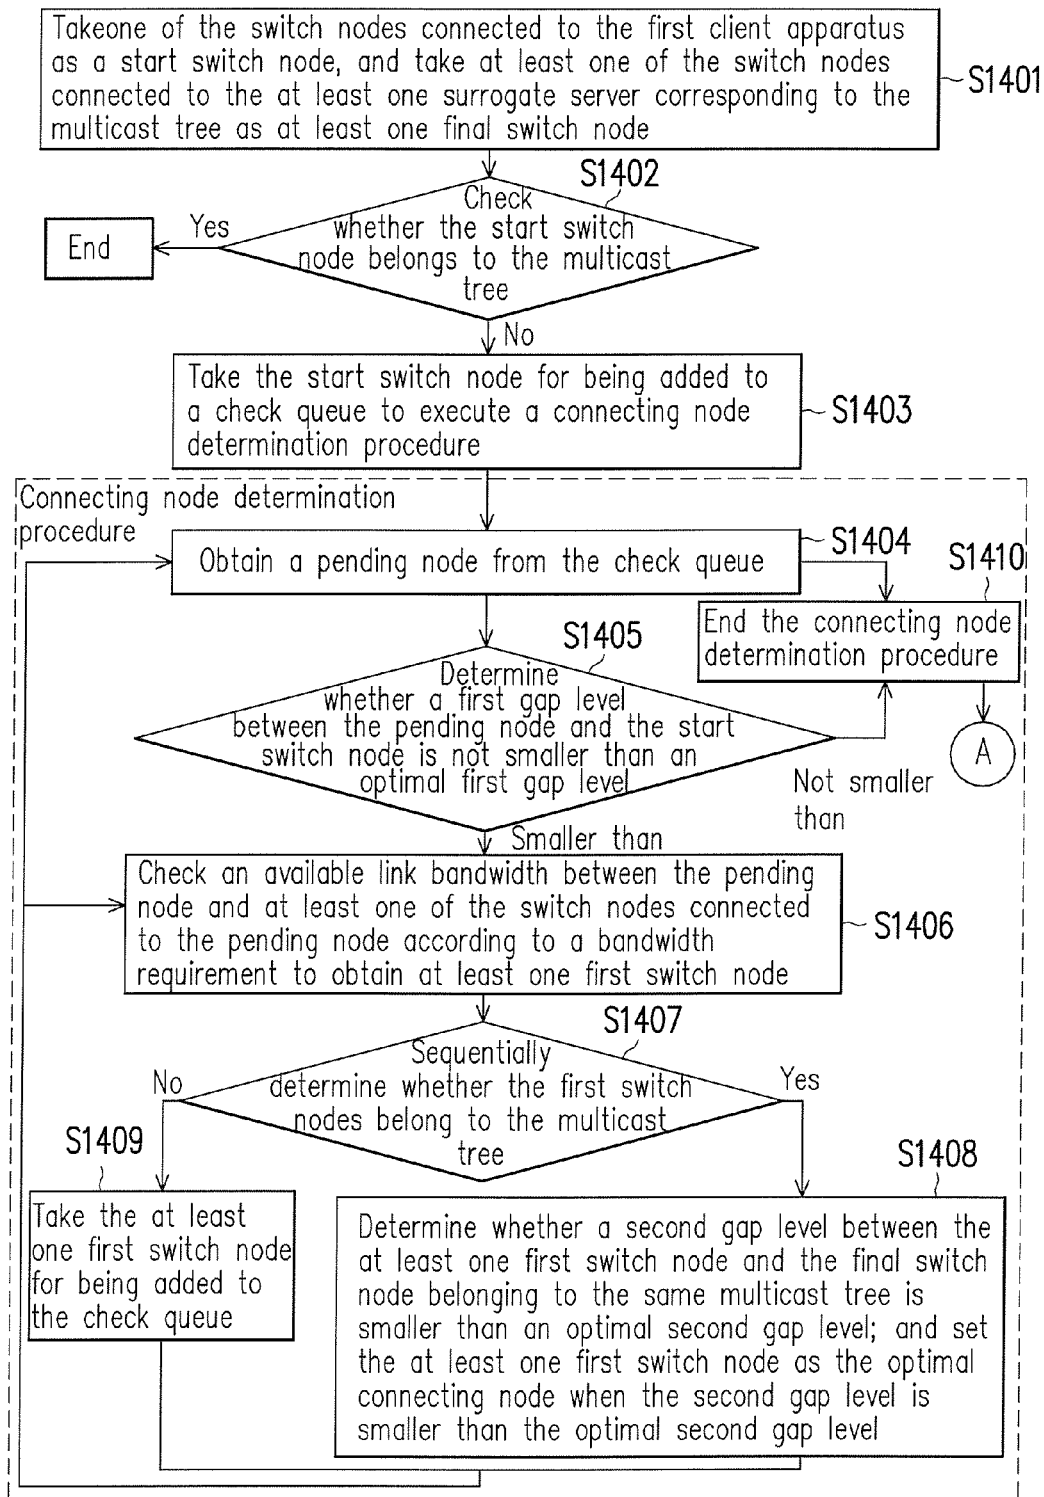 Takeone of the switch nodes connected to the first client apparatus
as a start switch node, and take at least one of the switch nodes
connected to the at least one surrogate server corresponding to the
multicast tree as at least one final switch node
S1401
S1402
Check
whether the start switch
node belongs to the multicast
tree
Yes
End
No
Take the start switch node for being added to
a check queue to execute a connecting node
determination procedure
S1403
Connecting node determination
procedure
Obtain a pending node from the check queue
S1404
S1410
End the connecting node
determination procedure
A
S1405
Determine
whether a first gap level
between the pending node and the start
switch node is not smaller than an
optimal first gap level
Not smaller
than
Smaller than
Check an available link bandwidth between the pending
node and at least one of the switch nodes connected
to the pending node according to a bandwidth
requirement to obtain at least one first switch node
S1406
S1407
Sequentially
determine whether the first switch
nodes belong to the multicast
tree
No
Yes
S1409
Take the at least
one first switch node
for being added to
the check queue
S1408
Determine whether a second gap level between the
at least one first switch node and the final switch
node belonging to the same multicast tree is
smaller than an optimal second gap level; and set
the at least one first switch node as the optimal
connecting node when the second gap level is
smaller than the optimal second gap level